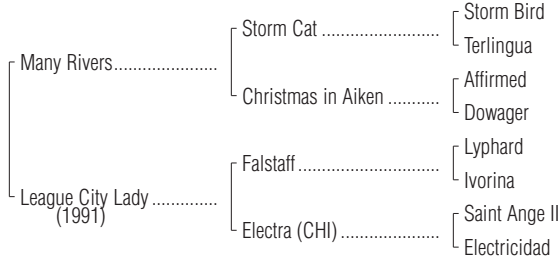 Storm Bird
Storm Cat ........................................
Terlingua
Many Rivers.......................
Affirmed
Christmas in Aiken ...........
Dowager
Lyphard
Falstaff................................
Ivorina
League City Lady ..............
(1991)
Saint Ange II
Electra (CHI) ......................
Electricidad